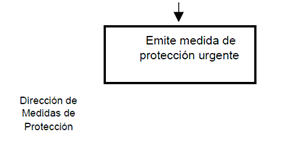 Emite medida de
protección urgente
Dirección de
Medidas de
Protección